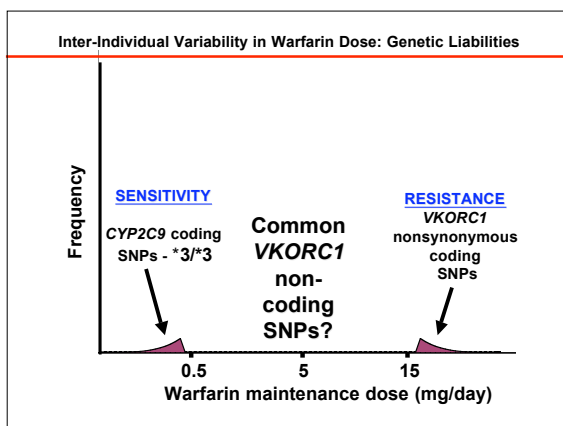 Inter-Individual Variability in Warfarin Dose: Genetic Liabilities
Frequency
SENSITIVITY
CYP2C9 coding
SNPs - *3/*3
Common
VKORC1
non-
coding
SNPs?
RESISTANCE
VKORC1
nonsynonymous
coding
SNPs
0.5
5
15
Warfarin maintenance dose (mg/day)